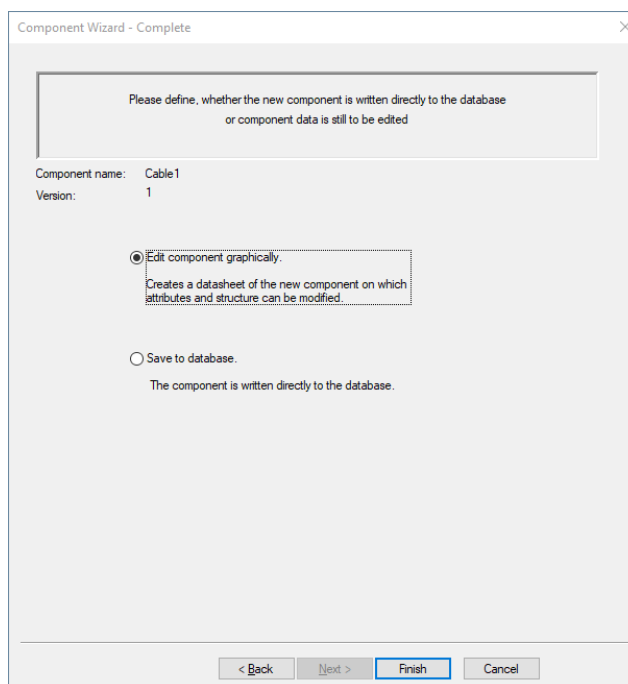 Component Wizard - Complete
Please define, whether the new component is written directly to the database
or component data is still to be edited
Component name: Cable1
Version: 1
Edit component graphically.
Creates a datasheet of the new component on which
attributes and structure can be modified.
Save to database.
The component is written directly to the database.
< Back Next > Finish Cancel